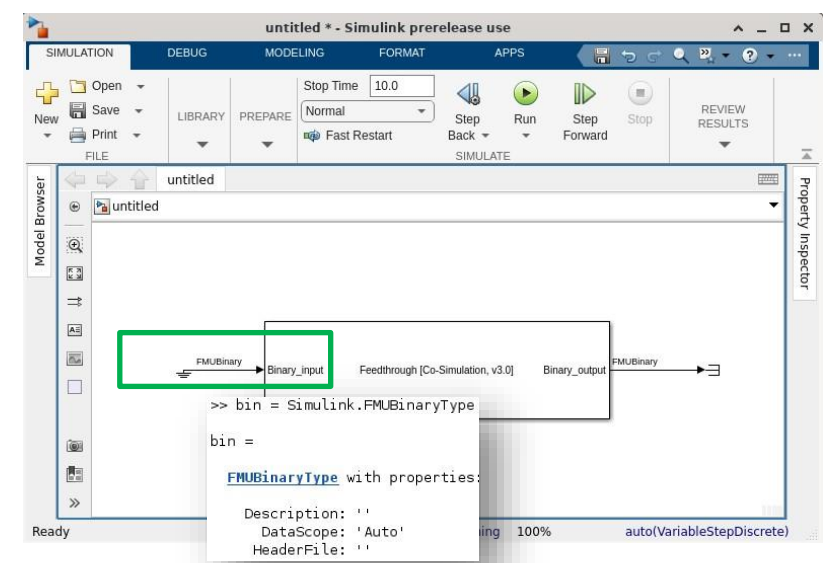 untitled * - Simulink prerelease use
SIMULATION DEBUG MODELING FORMAT APPS
New
Open
Save
Print
FILE
LIBRARY
PREPARE
Stop Time 10.0
Normal
Fast Restart
Step Back
Run
Step Forward
Stop
SIMULATE
REVIEW RESULTS
Model Browser
untitled
untitled
Property Inspector
FMUBinary
Binary_input
Feedthrough [Co-Simulation, v3.0]
Binary_output
FMUBinary
>> bin = Simulink.FMUBinaryType
bin =
FMUBinaryType with properties:
Description: ''
DataScope: 'Auto'
HeaderFile: ''
Ready
100%
auto(VariableStepDiscrete)